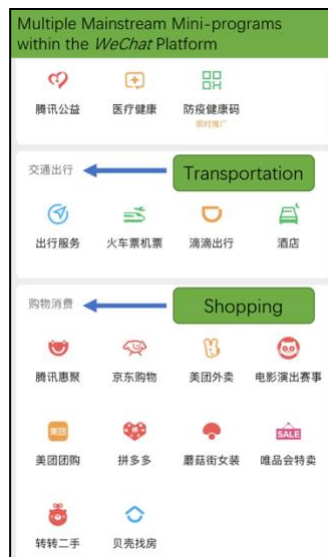 Multiple Mainstream Mini-programs
within the WeChat Platform
腾讯公益 医疗健康 防疫健康码
限时推广
交通出行 Transportation
出行服务 火车票机票 滴滴出行 酒店
购物消费 Shopping
腾讯惠聚 京东购物 美团外卖 电影演出赛事
美团
SALE
美团团购 拼多多 蘑菇街女装 唯品会特卖
转转二手 贝壳找房